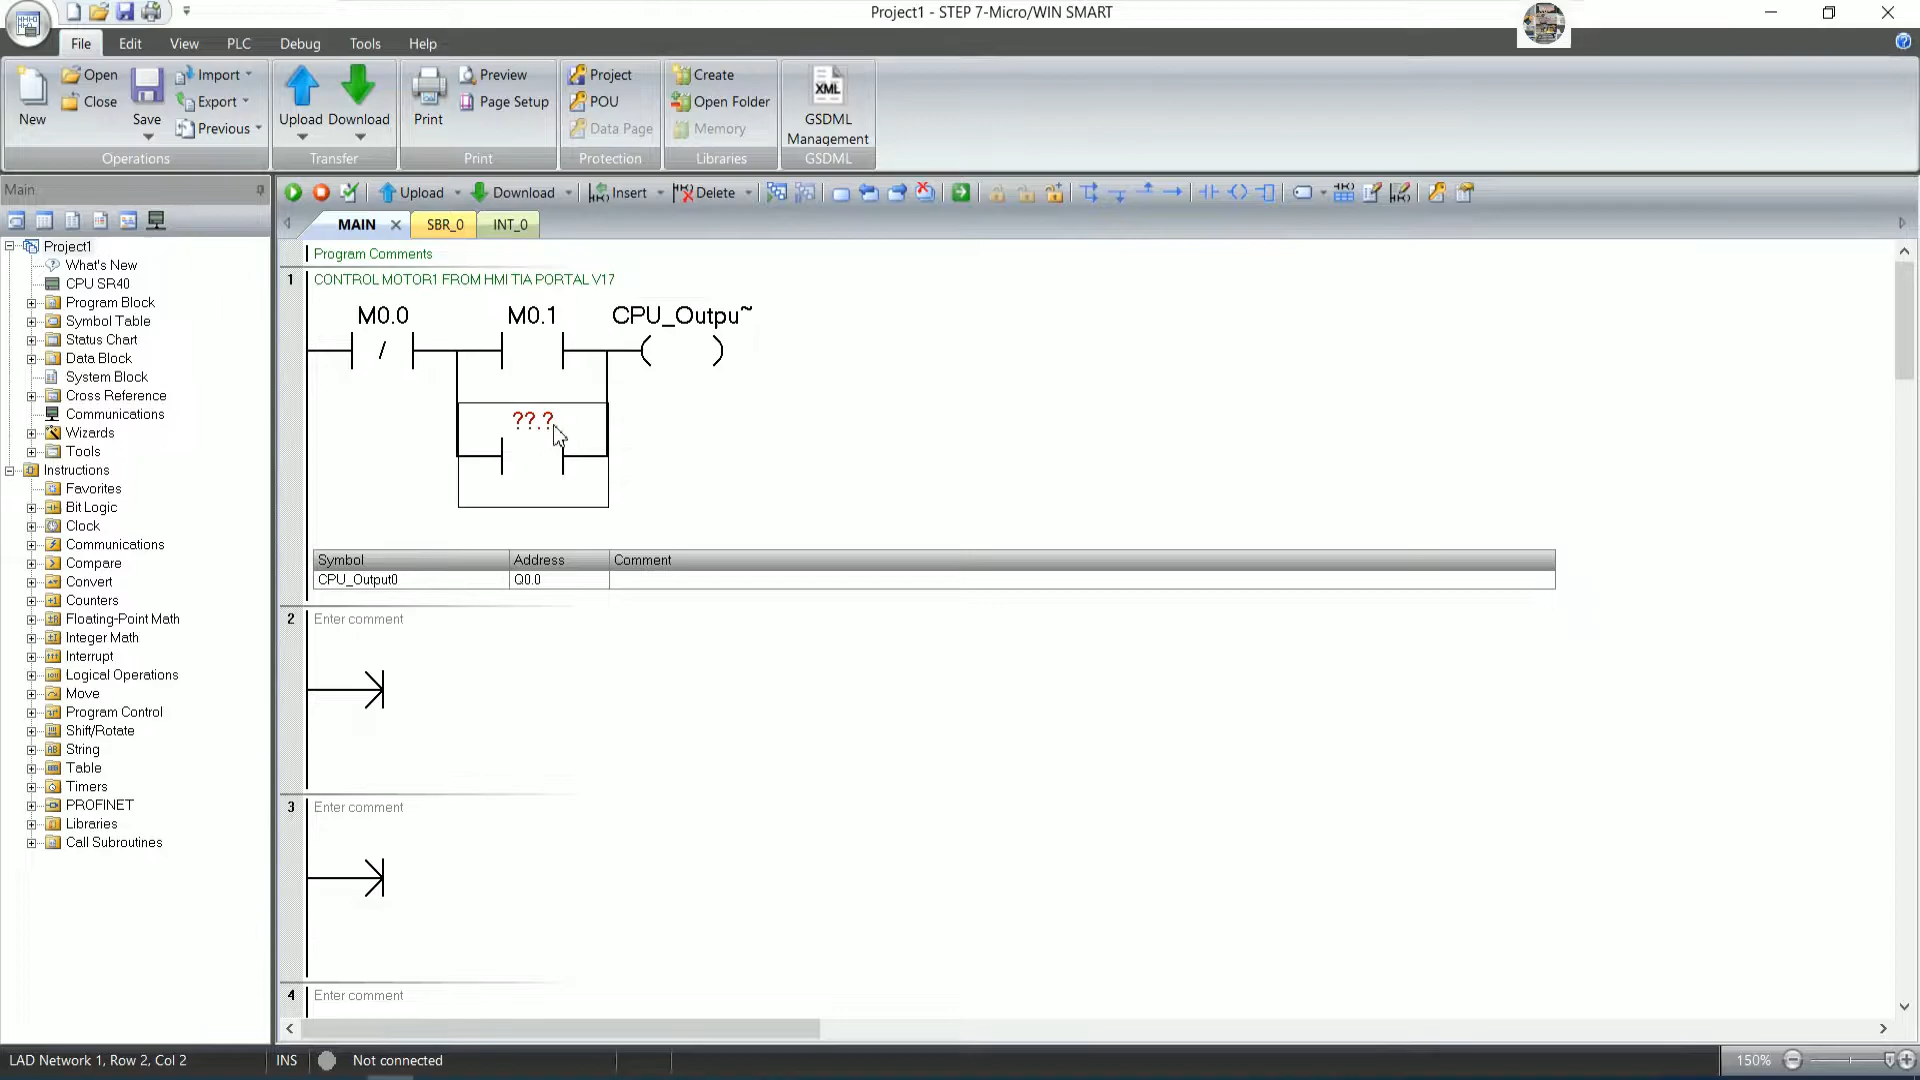 Project1 - STEP 7-Micro/WIN SMART
File Edit View PLC Debug Tools Help
New Open Close Save Import Export Previous
Upload Download Print Preview Page Setup
Project POU Data Page
Create Open Folder Memory
XML GSDML Management
Operations Transfer Print Protection Libraries GSDML
Main
Upload Download Insert Delete
MAIN SBR_0 INT_0
Project1
What's New
CPU SR40
Program Block
Symbol Table
Status Chart
Data Block
System Block
Cross Reference
Communications
Wizards
Tools
Instructions
Favorites
Bit Logic
Clock
Communications
Compare
Convert
Counters
Floating-Point Math
Integer Math
Interrupt
Logical Operations
Move
Program Control
Shift/Rotate
String
Table
Timers
PROFINET
Libraries
Call Subroutines
Program Comments
1 CONTROL MOTOR1 FROM HMI TIA PORTAL V17
M0.0 M0.1 CPU_Outpu~
/
??.?
Symbol Address Comment
CPU_Output0 Q0.0
2 Enter comment
3 Enter comment
4 Enter comment
LAD Network 1, Row 2, Col 2 INS Not connected 150%